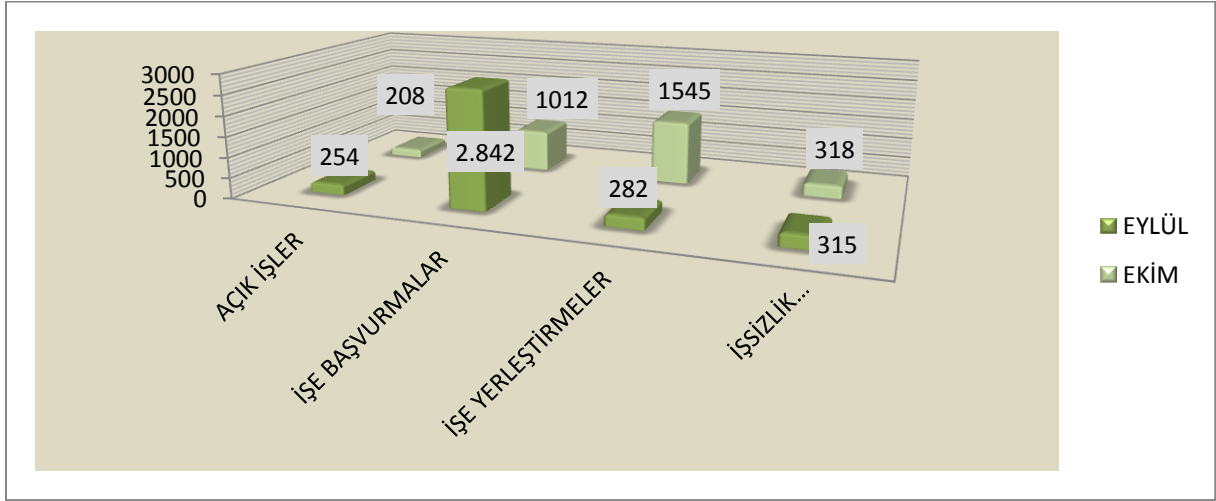 3000
2500
2000
1500
1000
500
0
208
1012
1545
318
254
2.842
282
315
AÇIK İŞLER
İŞE BAŞVURMALAR
İŞE YERLEŞTİRMELER
İŞSİZLİK...
EYLÜL
EKİM